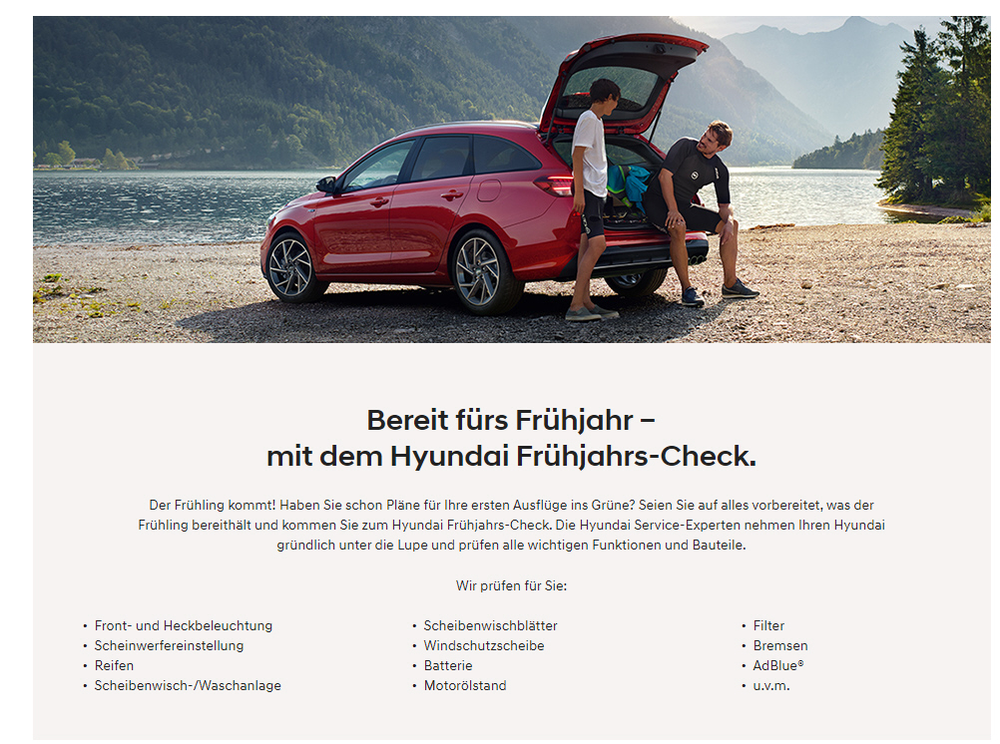 Bereit fürs Frühjahr –
mit dem Hyundai Frühjahrs-Check.
Der Frühling kommt! Haben Sie schon Pläne für Ihre ersten Ausflüge ins Grüne? Seien Sie auf alles vorbereitet, was der
Frühling bereithält und kommen Sie zum Hyundai Frühjahrs-Check. Die Hyundai Service-Experten nehmen Ihren Hyundai
gründlich unter die Lupe und prüfen alle wichtigen Funktionen und Bauteile.
Wir prüfen für Sie:
• Front- und Heckbeleuchtung
• Scheinwerfereinstellung
• Reifen
• Scheibenwisch-/Waschanlage
• Scheibenwischblätter
• Windschutzscheibe
• Batterie
• Motorölstand
• Filter
• Bremsen
• AdBlue®
• u.v.m.